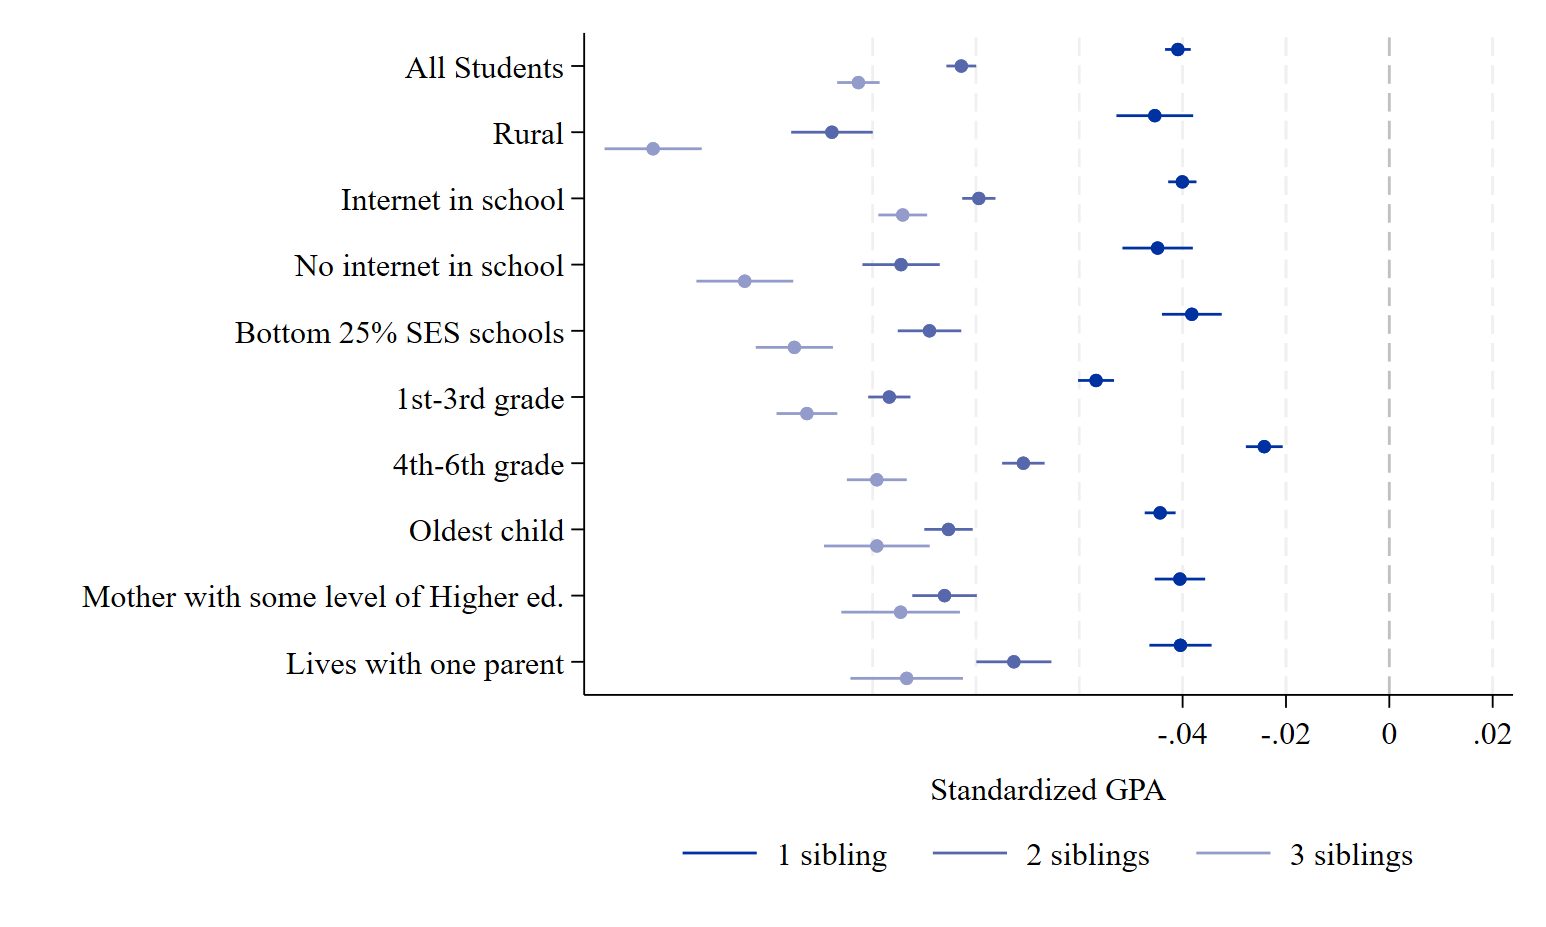 All Students
Rural
Internet in school
No internet in school
Bottom 25% SES schools
1st-3rd grade
4th-6th grade
Oldest child
Mother with some level of Higher ed.
Lives with one parent
-.04 -.02 0 .02
Standardized GPA
1 sibling 2 siblings 3 siblings